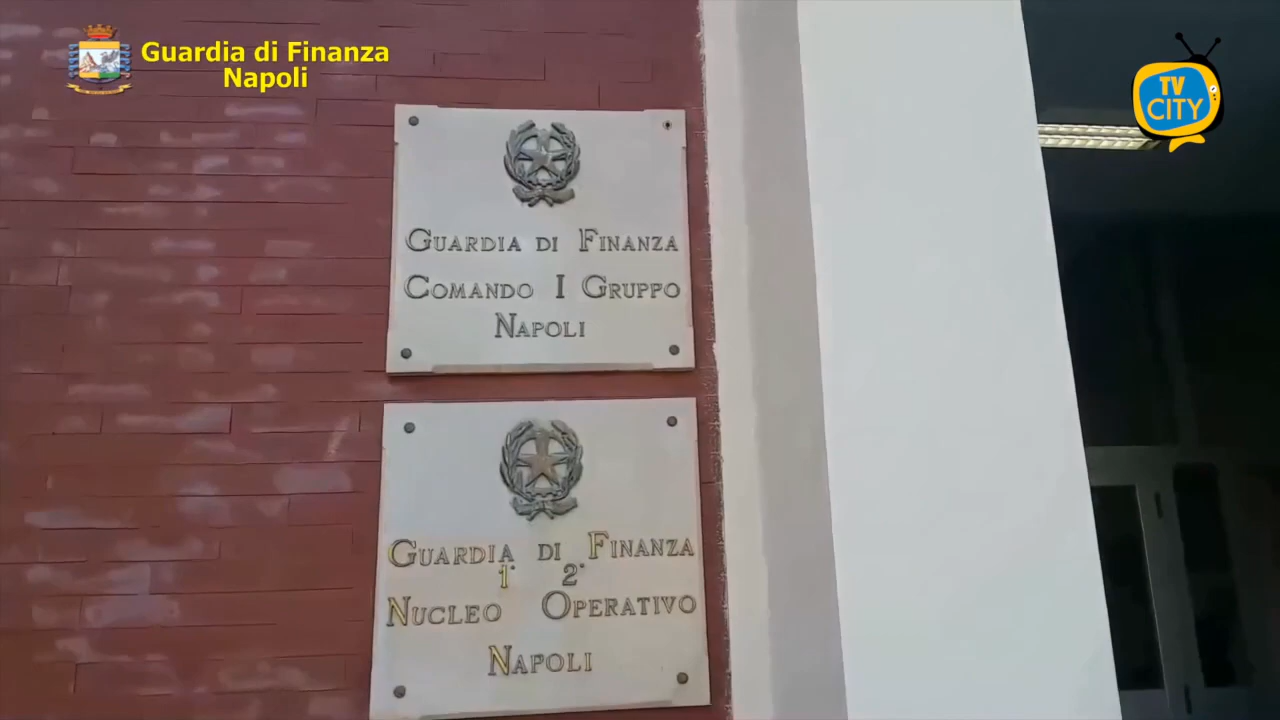 Guardia di Finanza
Napoli
TV
CITY
GUARDIA DI FINANZA
COMANDO I GRUPPO
NAPOLI
GUARDIA DI FINANZA
1° 2°
NUCLEO OPERATIVO
NAPOLI